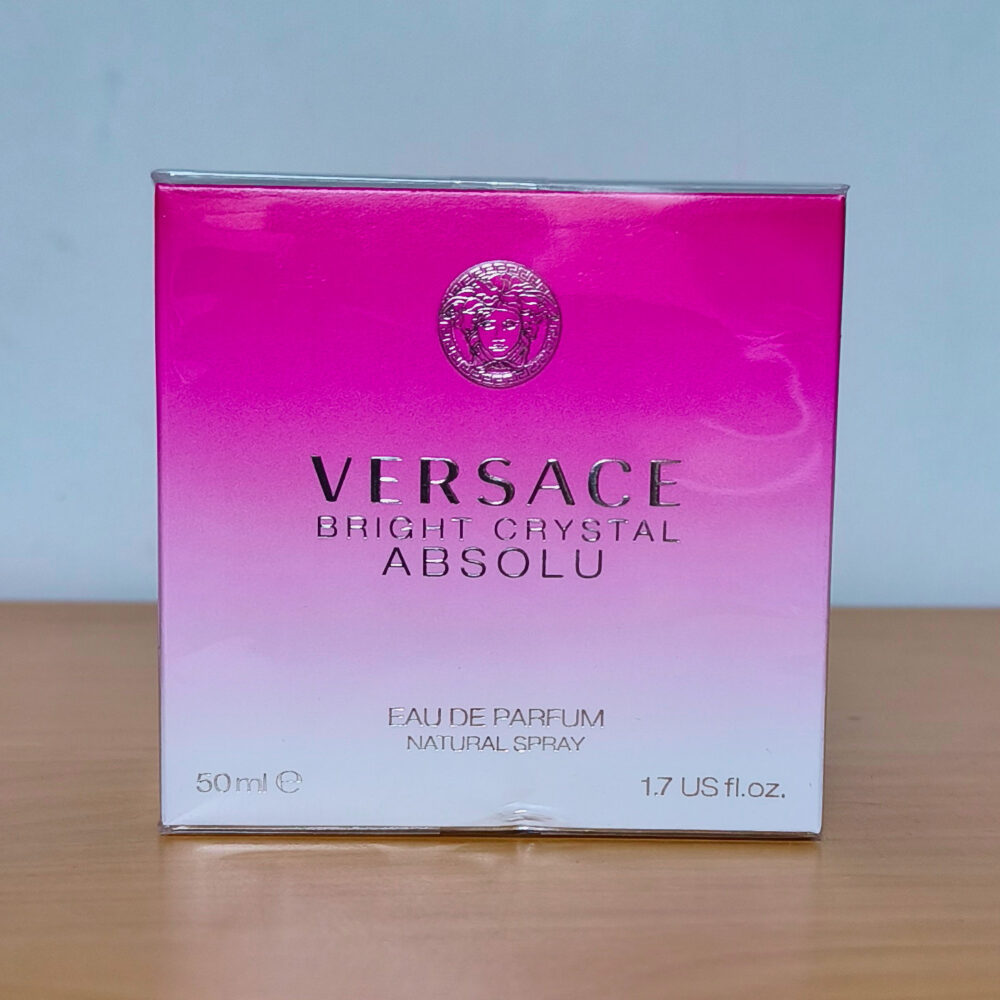 VERSACE
BRIGHT CRYSTAL
ABSOLU
EAU DE PARFUM
NATURAL SPRAY
50 ml ℮
1.7 US fl.oz.